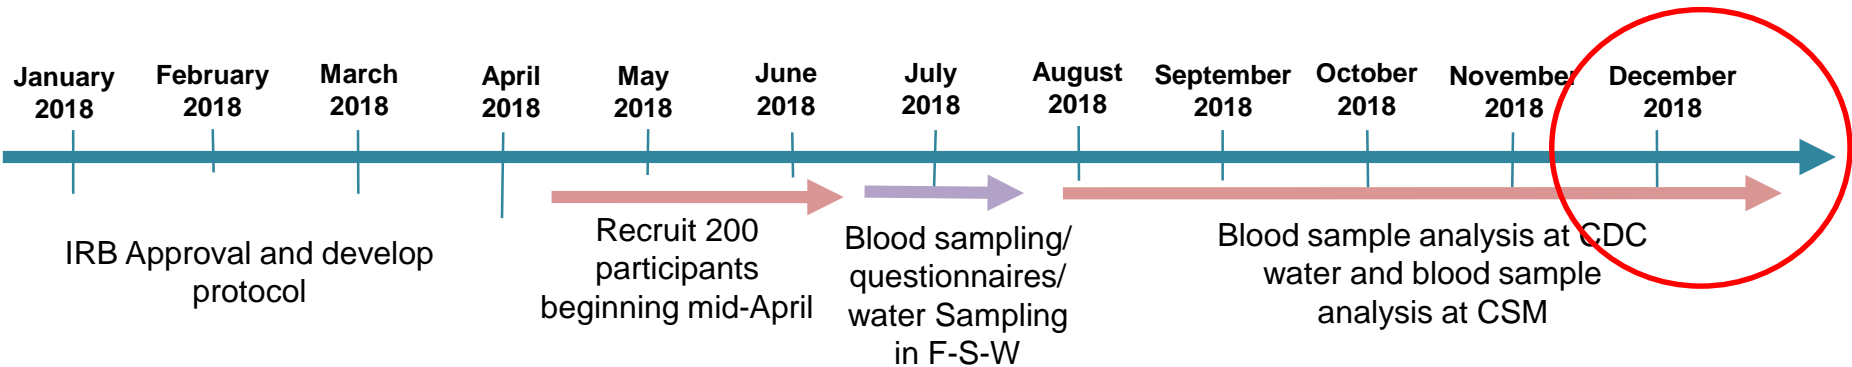 January
2018
February
2018
March
2018
April
2018
May
2018
June
2018
July
2018
August
2018
September
2018
October
2018
November
2018
December
2018
IRB Approval and develop
protocol
Recruit 200
participants
beginning mid-April
Blood sampling/
questionnaires/
water Sampling
in F-S-W
Blood sample analysis at CDC
water and blood sample
analysis at CSM